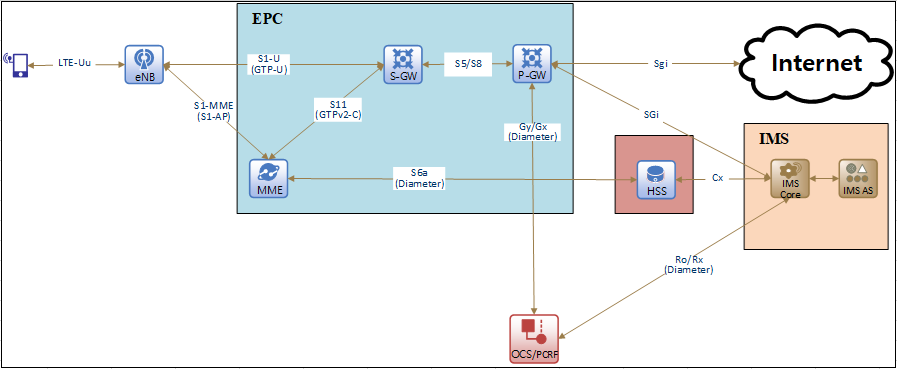 EPC
LTE-Uu
eNB
S1-U
(GTP-U)
S-GW
S5/S8
P-GW
Sgi
Internet
S1-MME
(S1-AP)
S11
(GTPv2-C)
Gy/Gx
(Diameter)
SGi
IMS
MME
S6a
(Diameter)
HSS
Cx
IMS
Core
IMS AS
Ro/Rx
(Diameter)
OCS/PCRF